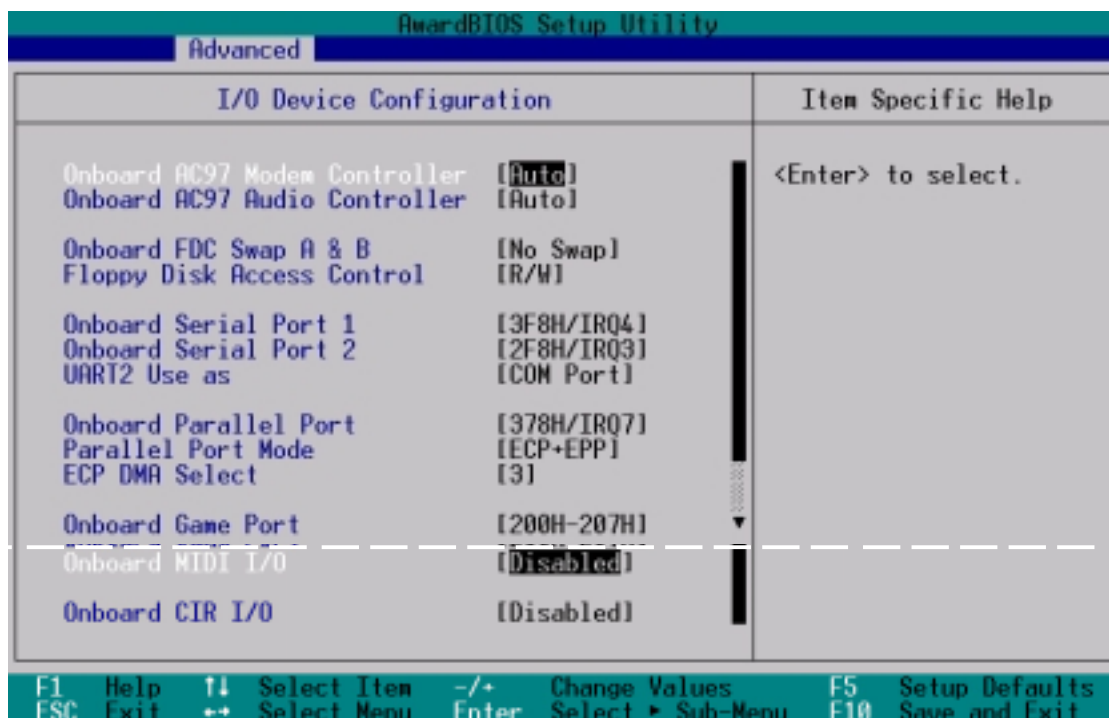 AwardBIOS Setup Utility
Advanced
I/O Device Configuration
Item Specific Help
Onboard AC97 Modem Controller [Auto]
Onboard AC97 Audio Controller [Auto]
Onboard FDC Swap A & B [No Swap]
Floppy Disk Access Control [R/W]
Onboard Serial Port 1 [3F8H/IRQ4]
Onboard Serial Port 2 [2F8H/IRQ3]
UART2 Use as [COM Port]
Onboard Parallel Port [378H/IRQ7]
Parallel Port Mode [ECP+EPP]
ECP DMA Select [3]
Onboard Game Port [200H-207H]
Onboard MIDI I/O [Disabled]
Onboard CIR I/O [Disabled]
<Enter> to select.
F1 Help ↑↓ Select Item -/+ Change Values F5 Setup Defaults
ESC Exit ←→ Select Menu Enter Select ► Sub-Menu F10 Save and Exit